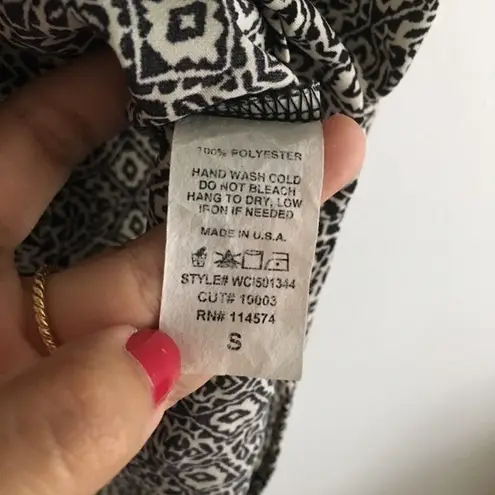 100% POLYESTER
HAND WASH COLD
DO NOT BLEACH
HANG TO DRY, LOW
IRON IF NEEDED
MADE IN U.S.A.
STYLE# WCI501344
CUT# 10003
RN# 114574
S